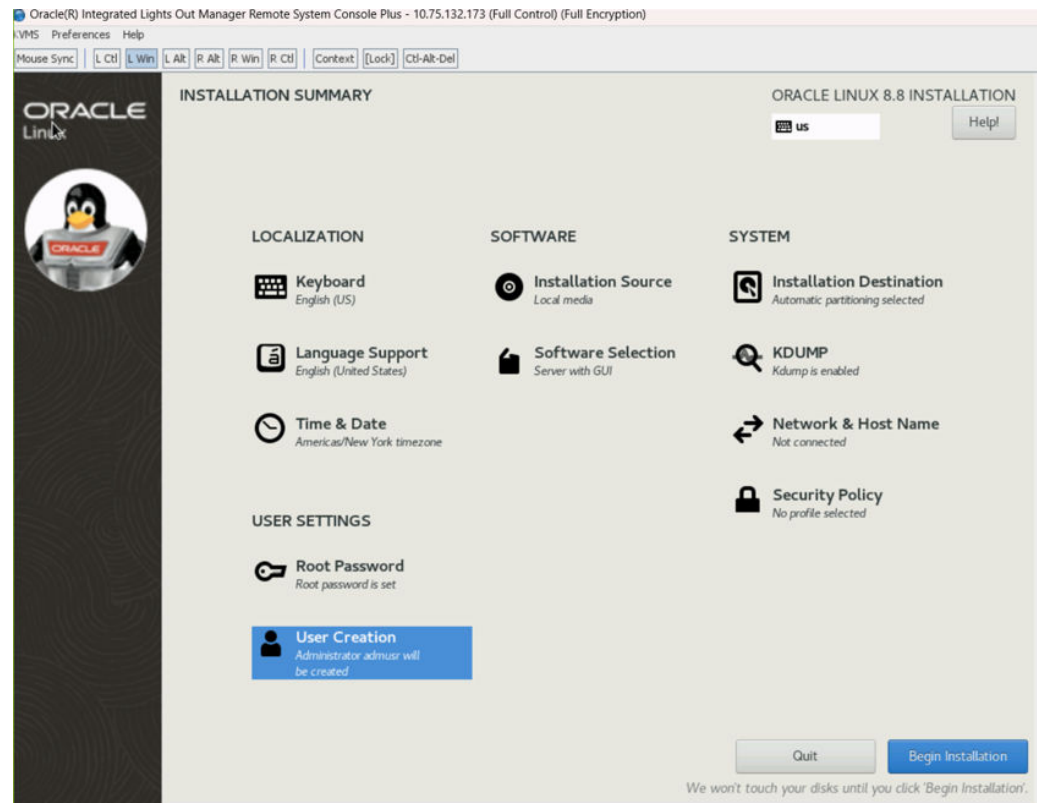 Oracle(R) Integrated Lights Out Manager Remote System Console Plus - 10.75.132.173 (Full Control) (Full Encryption)
KVMS Preferences Help
Mouse Sync L Ctl L Win L Alt R Alt R Win R Ctl Context [Lock] Ctl-Alt-Del
ORACLE
Linux
INSTALLATION SUMMARY
ORACLE LINUX 8.8 INSTALLATION
us
Help!
ORACLE
LOCALIZATION
Keyboard
English (US)
Language Support
English (United States)
Time & Date
Americas/New York timezone
SOFTWARE
Installation Source
Local media
Software Selection
Server with GUI
SYSTEM
Installation Destination
Automatic partitioning selected
KDUMP
Kdump is enabled
Network & Host Name
Not connected
Security Policy
No profile selected
USER SETTINGS
Root Password
Root password is set
User Creation
Administrator admusr will
be created
Quit
Begin Installation
We won't touch your disks until you click 'Begin Installation'.